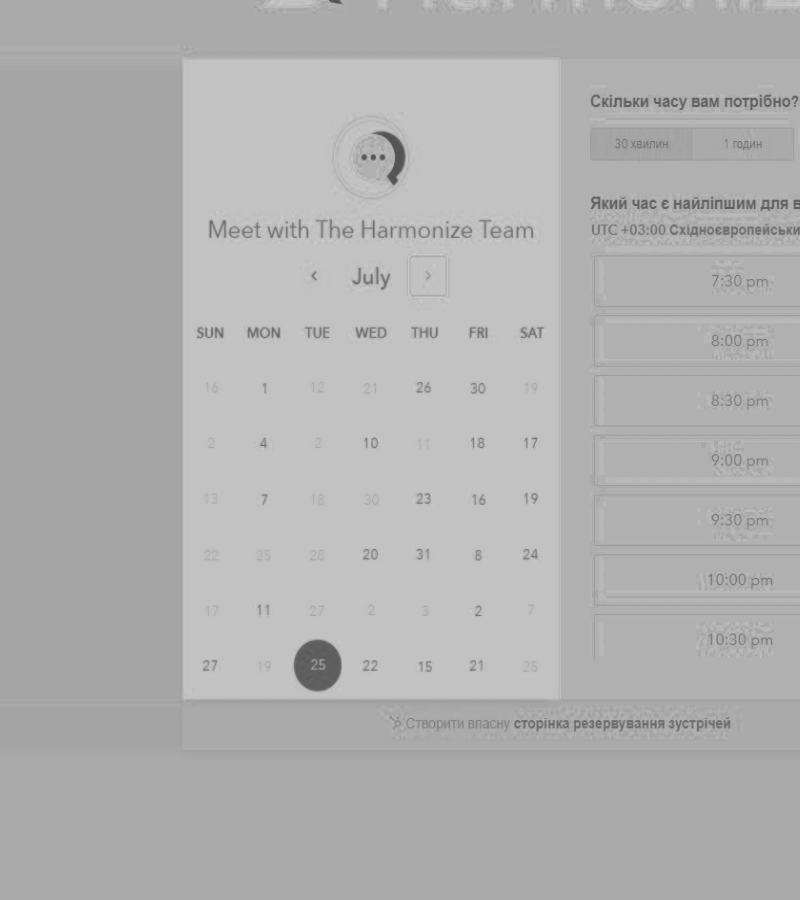 Meet with The Harmonize Team
‹ July ›
SUN MON TUE WED THU FRI SAT
16 1 12 21 26 30 19
2 4 2 10 11 18 17
13 7 18 30 23 16 19
22 25 28 20 31 8 24
17 11 27 2 3 2 7
27 19 25 22 15 21 25
Скільки часу вам потрібно?
30 хвилин 1 годин
Який час є найліпшим для
UTC +03:00
7:30 pm
8:00 pm
8:30 pm
9:00 pm
9:30 pm
10:00 pm
10:30 pm
Створити власну сторінка резервування зустрічей